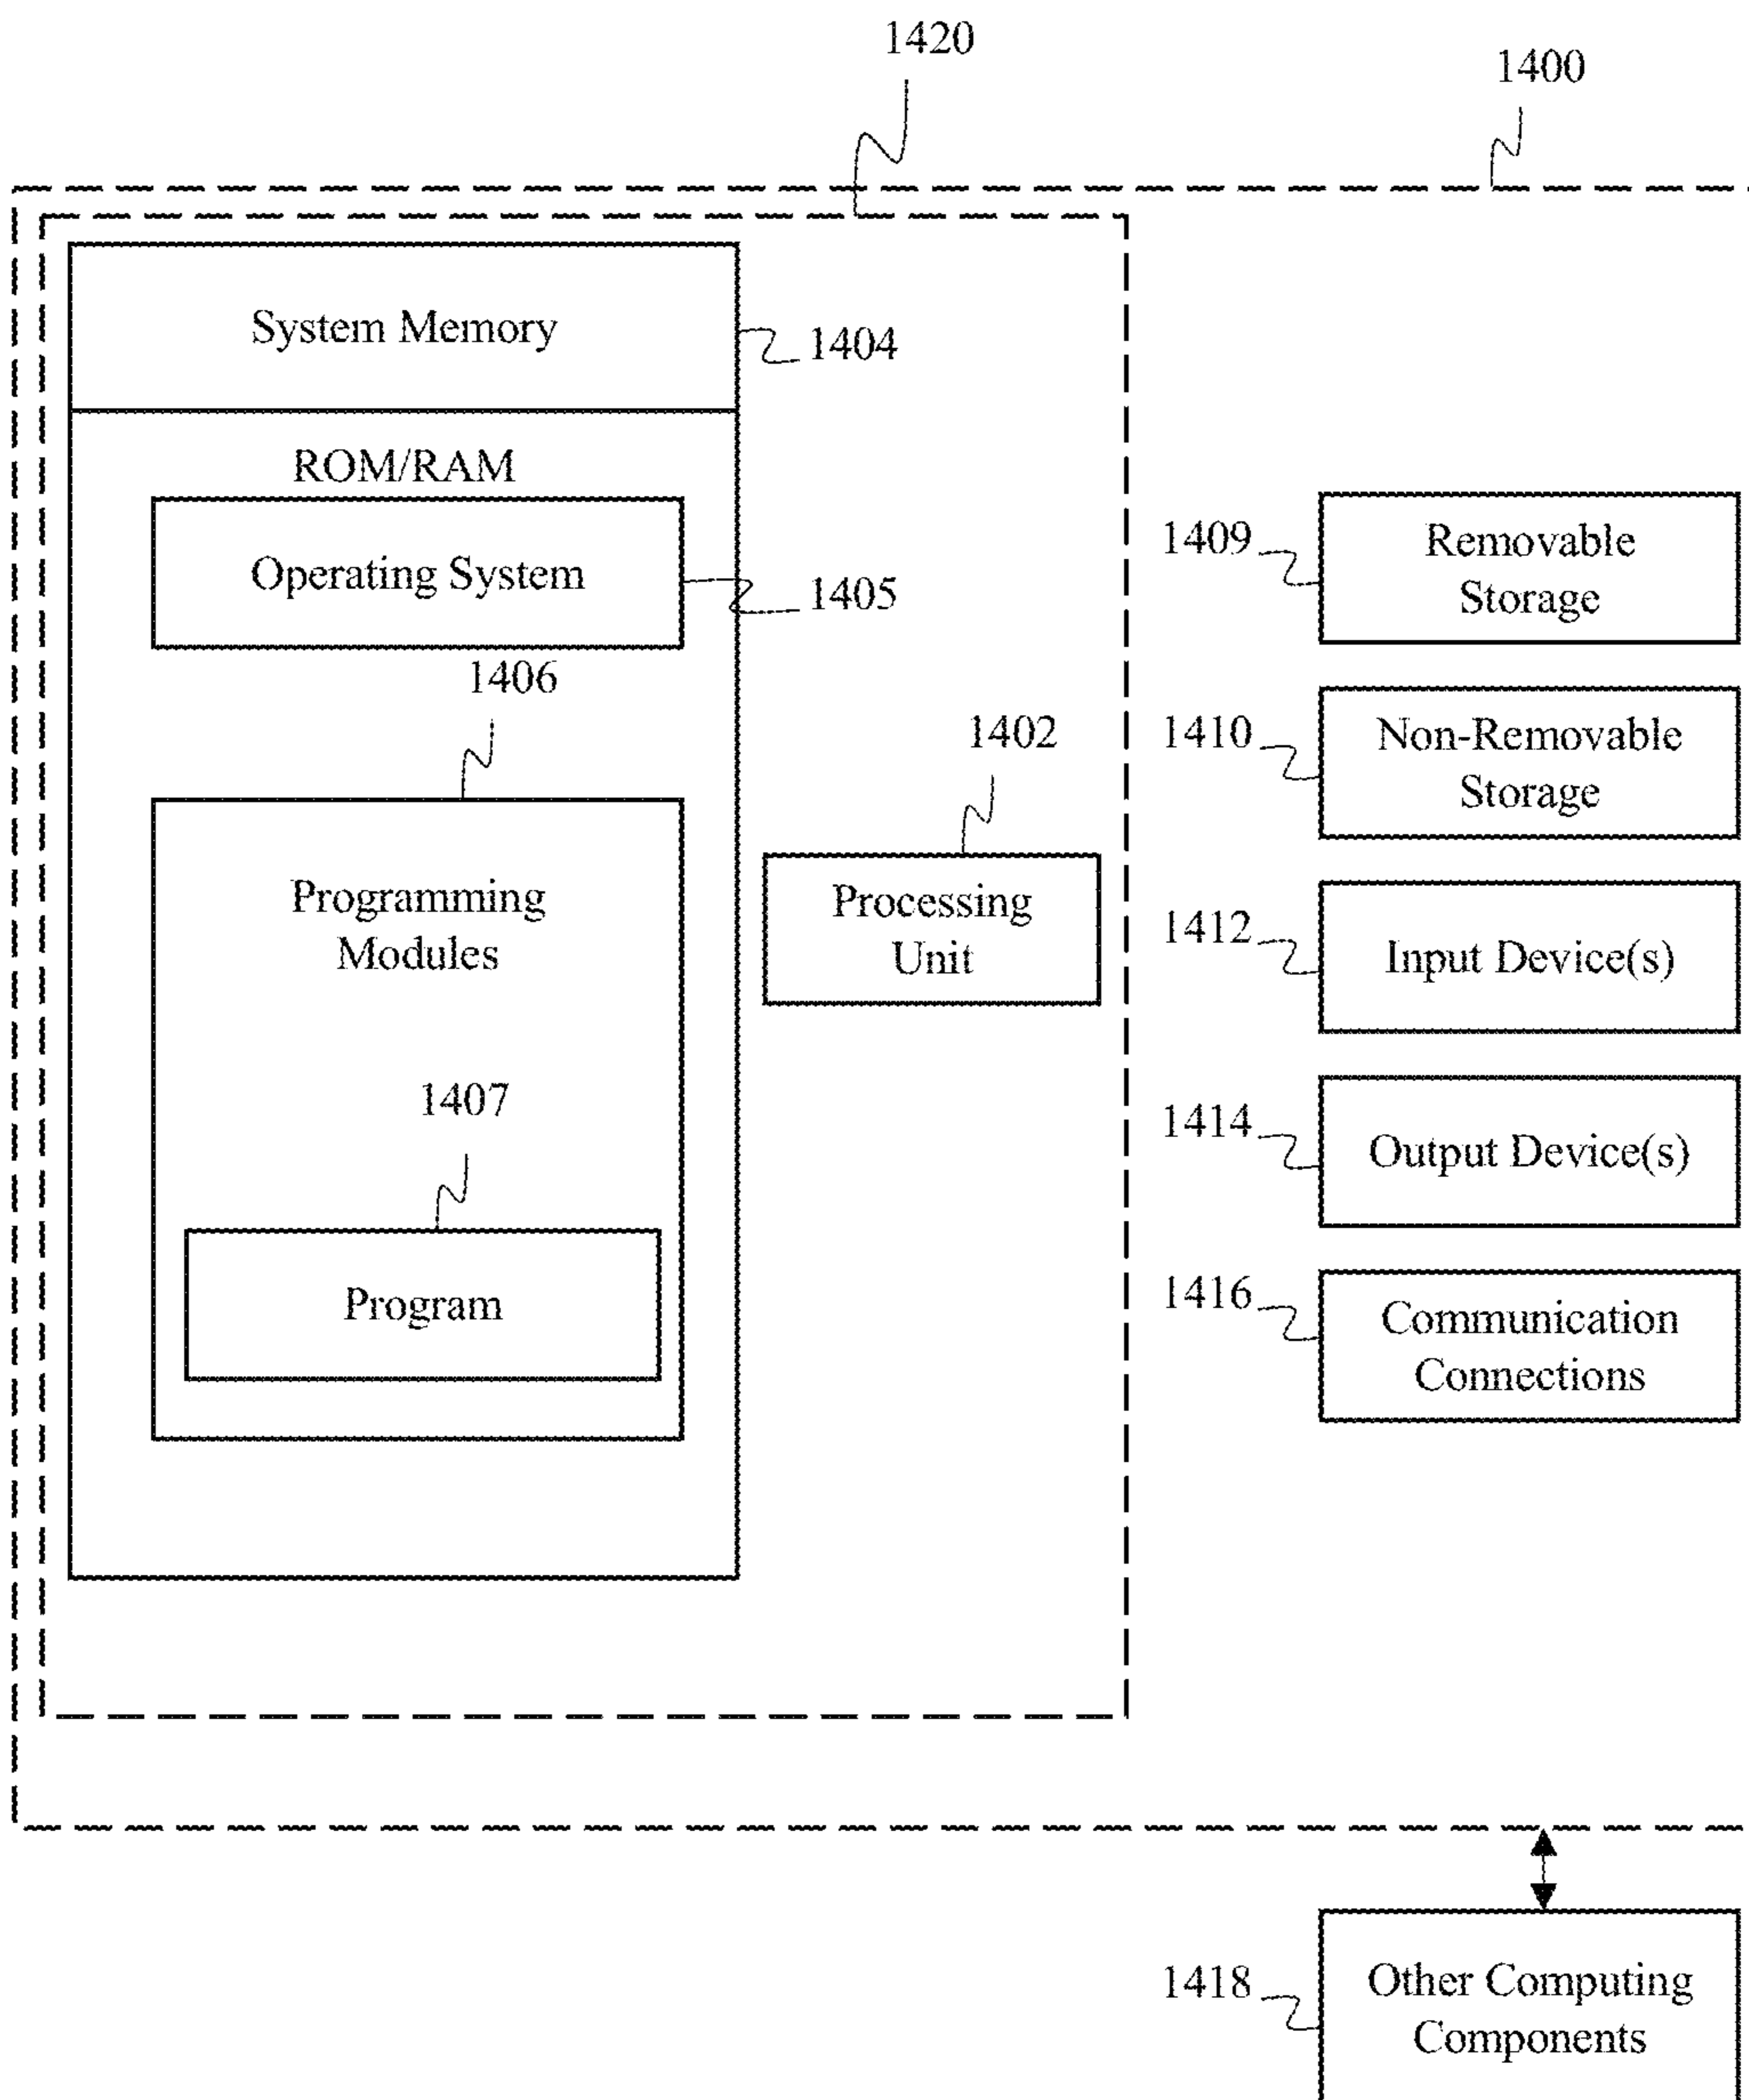 1420
1400
System Memory
1404
ROM/RAM
Operating System
1405
1406
Programming
Modules
1407
Program
1402
Processing
Unit
1409
Removable
Storage
1410
Non-Removable
Storage
1412
Input Device(s)
1414
Output Device(s)
1416
Communication
Connections
1418
Other Computing
Components